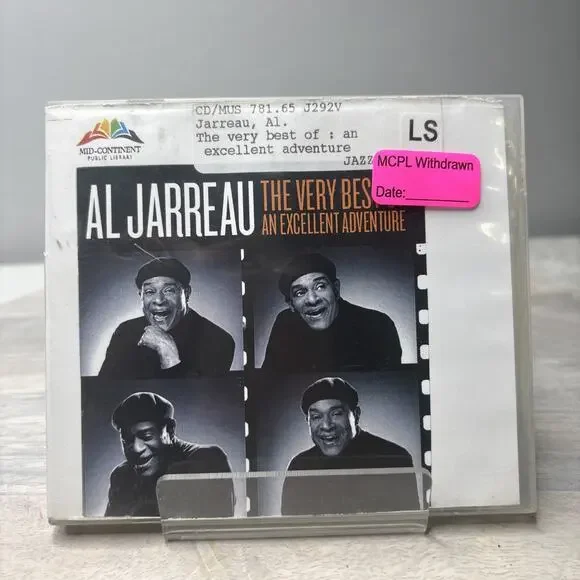 CD/MUS 781.65 J292V
Jarreau, Al.
The very best of : an
excellent adventure
JAZZ
LS
MID-CONTINENT
PUBLIC LIBRARY
MCPL Withdrawn
Date:________
AL JARREAU
THE VERY BES
AN EXCELLENT ADVENTURE